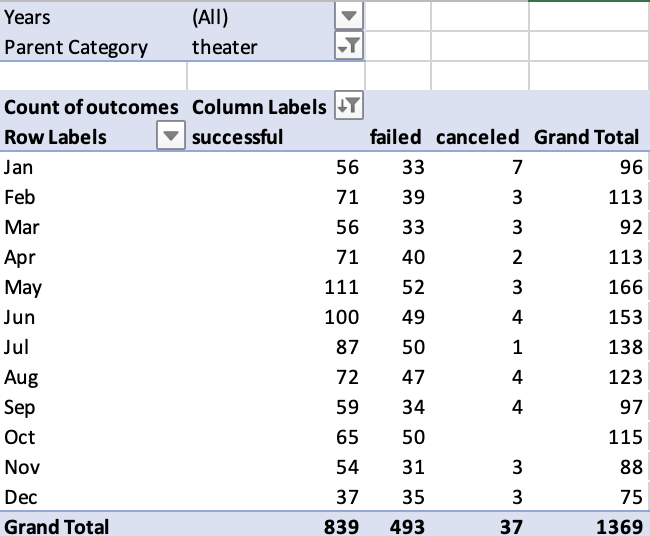 Years (All)
Parent Category theater
Count of outcomes Column Labels
Row Labels successful failed canceled Grand Total
Jan 56 33 7 96
Feb 71 39 3 113
Mar 56 33 3 92
Apr 71 40 2 113
May 111 52 3 166
Jun 100 49 4 153
Jul 87 50 1 138
Aug 72 47 4 123
Sep 59 34 4 97
Oct 65 50 115
Nov 54 31 3 88
Dec 37 35 3 75
Grand Total 839 493 37 1369